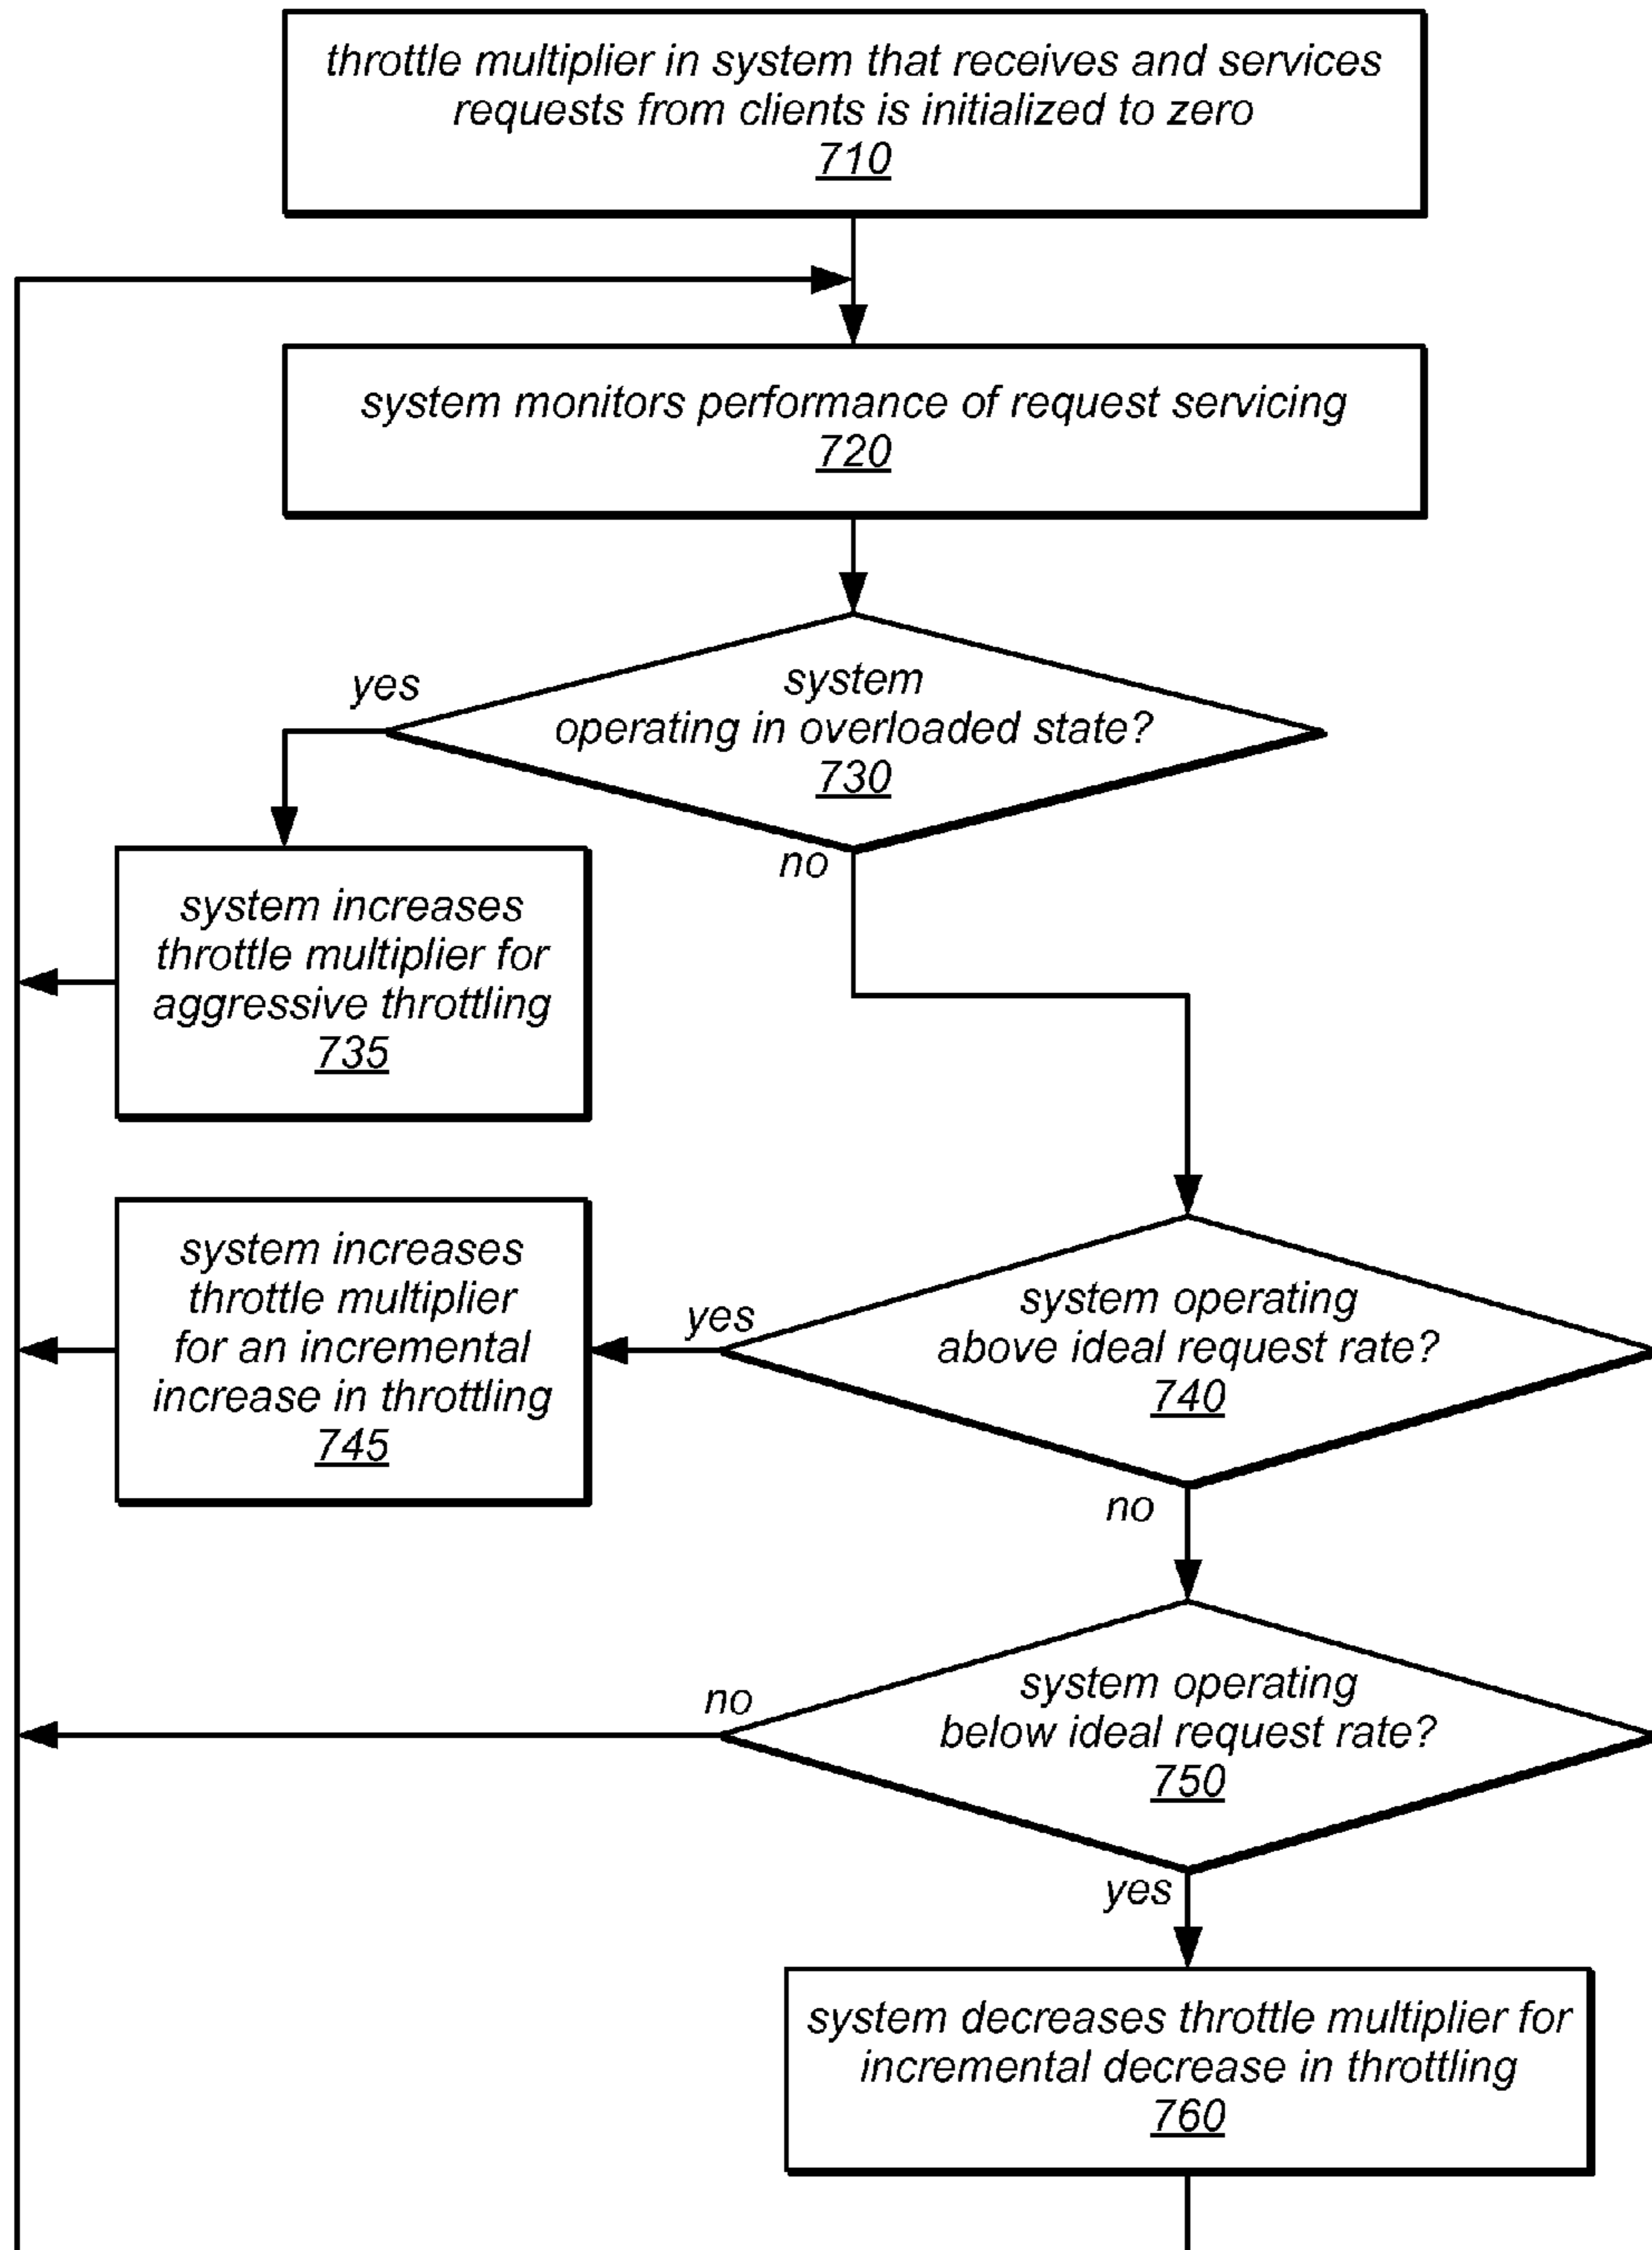 throttle multiplier in system that receives and services
requests from clients is initialized to zero
710
system monitors performance of request servicing
720
yes
system
operating in overloaded state?
730
no
system increases
throttle multiplier for
aggressive throttling
735
system increases
throttle multiplier
for an incremental
increase in throttling
745
yes
system operating
above ideal request rate?
740
no
no
system operating
below ideal request rate?
750
yes
system decreases throttle multiplier for
incremental decrease in throttling
760